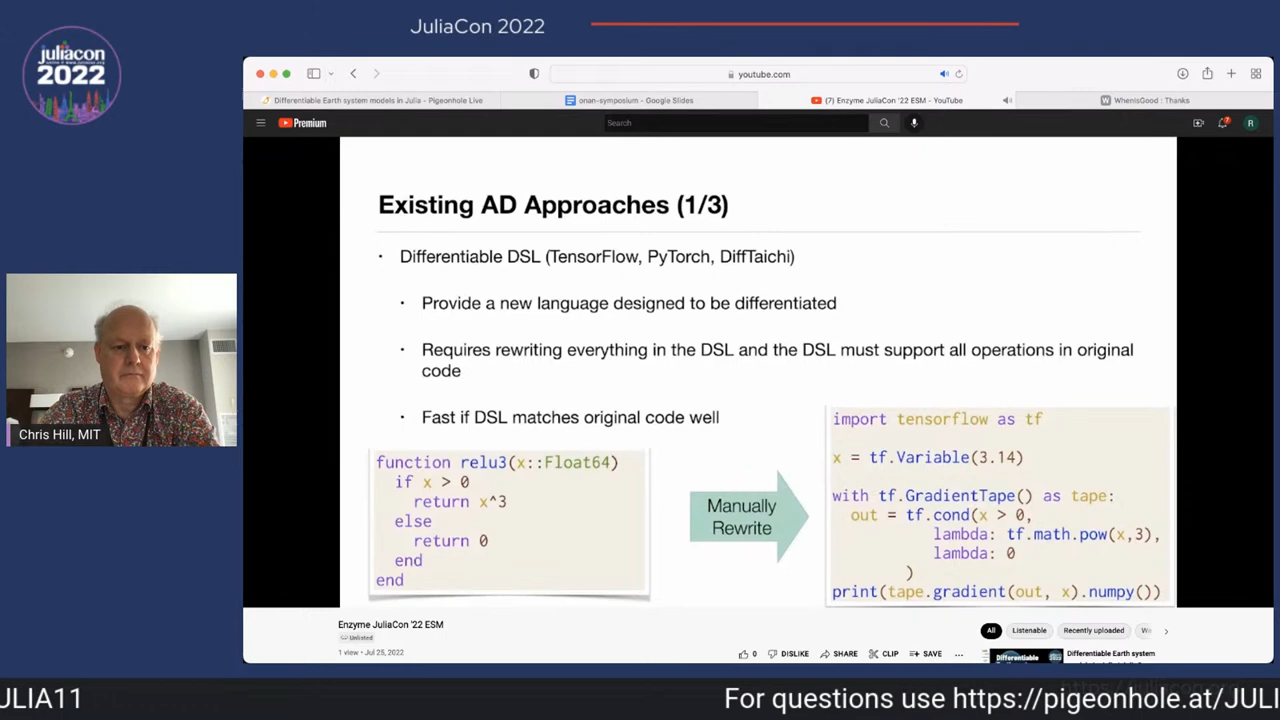 JuliaCon 2022
juliacon
2022
youtube.com
Differentiable Earth system models in Julia - Pigeonhole Live
onan-symposium - Google Slides
(7) Enzyme JuliaCon '22 ESM - YouTube
W
WhenIsGood : Thanks
Premium
Search
7
R
Existing AD Approaches (1/3)
• Differentiable DSL (TensorFlow, PyTorch, DiffTaichi)
• Provide a new language designed to be differentiated
• Requires rewriting everything in the DSL and the DSL must support all operations in original
code
• Fast if DSL matches original code well
function relu3(x::Float64)
if x > 0
return x^3
else
return 0
end
end
Manually
Rewrite
import tensorflow as tf
x = tf.Variable(3.14)
with tf.GradientTape() as tape:
out = tf.cond(x > 0,
lambda: tf.math.pow(x,3),
lambda: 0
)
print(tape.gradient(out, x).numpy())
Chris Hill, MIT
Enzyme JuliaCon '22 ESM
Unlisted
1 view • Jul 25, 2022
0
DISLIKE
SHARE
CLIP
SAVE
...
All
Listenable
Recently uploaded
Differentiable Earth system
Differentiable
JULIA11
For questions use https://pigeonhole.at/JULI